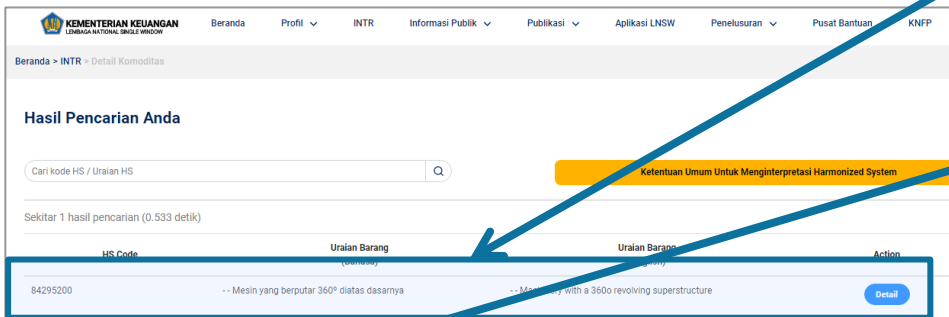 KEMENTERIAN KEUANGAN
LEMBAGA NATIONAL SINGLE WINDOW
Beranda Profil INTR Informasi Publik Publikasi Aplikasi LNSW Penelusuran Pusat Bantuan KNFP
Beranda > INTR > Detail Komoditas
Hasil Pencarian Anda
Cari kode HS / Uraian HS
Ketentuan Umum Untuk Menginterpretasi Harmonized System
Sekitar 1 hasil pencarian (0.533 detik)
HS Code Uraian Barang Uraian Barang Action
84295200 - - Mesin yang berputar 360º diatas dasarnya - - with a 360o revolving superstructure Detail